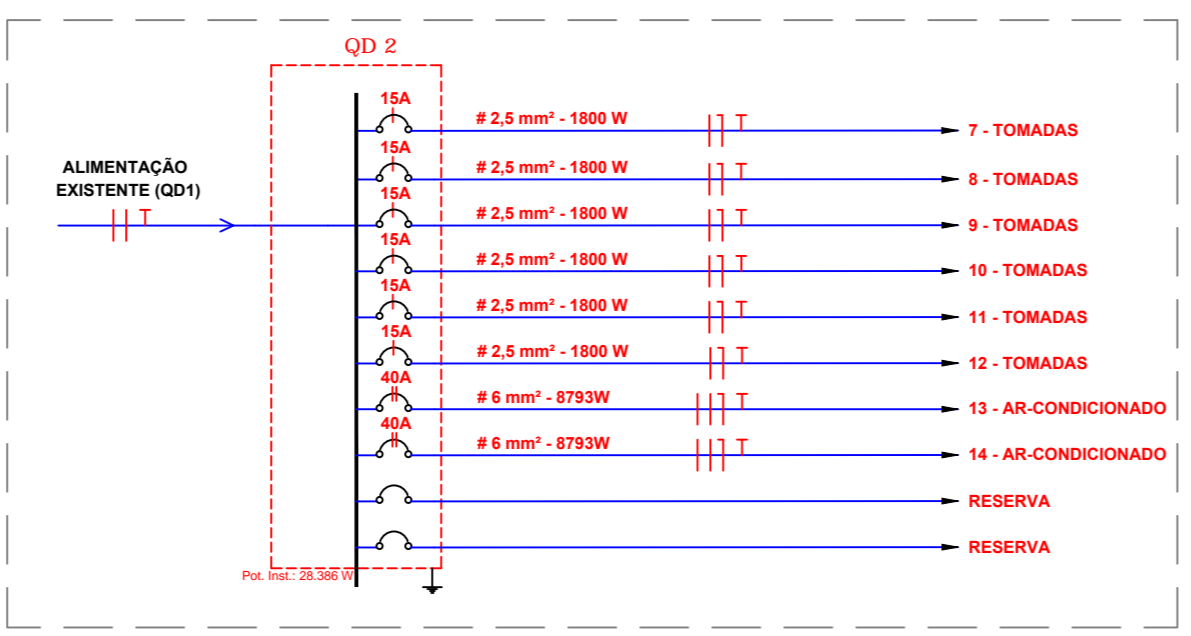 QD 2
ALIMENTAÇÃO
EXISTENTE (QD1)
T
15A
# 2,5 mm² - 1800 W
T
7 - TOMADAS
15A
# 2,5 mm² - 1800 W
T
8 - TOMADAS
15A
# 2,5 mm² - 1800 W
T
9 - TOMADAS
15A
# 2,5 mm² - 1800 W
T
10 - TOMADAS
15A
# 2,5 mm² - 1800 W
T
11 - TOMADAS
15A
# 2,5 mm² - 1800 W
T
12 - TOMADAS
40A
# 6 mm² - 8793W
T
13 - AR-CONDICIONADO
40A
# 6 mm² - 8793W
T
14 - AR-CONDICIONADO
RESERVA
RESERVA
Pot. Inst.: 28.386 W